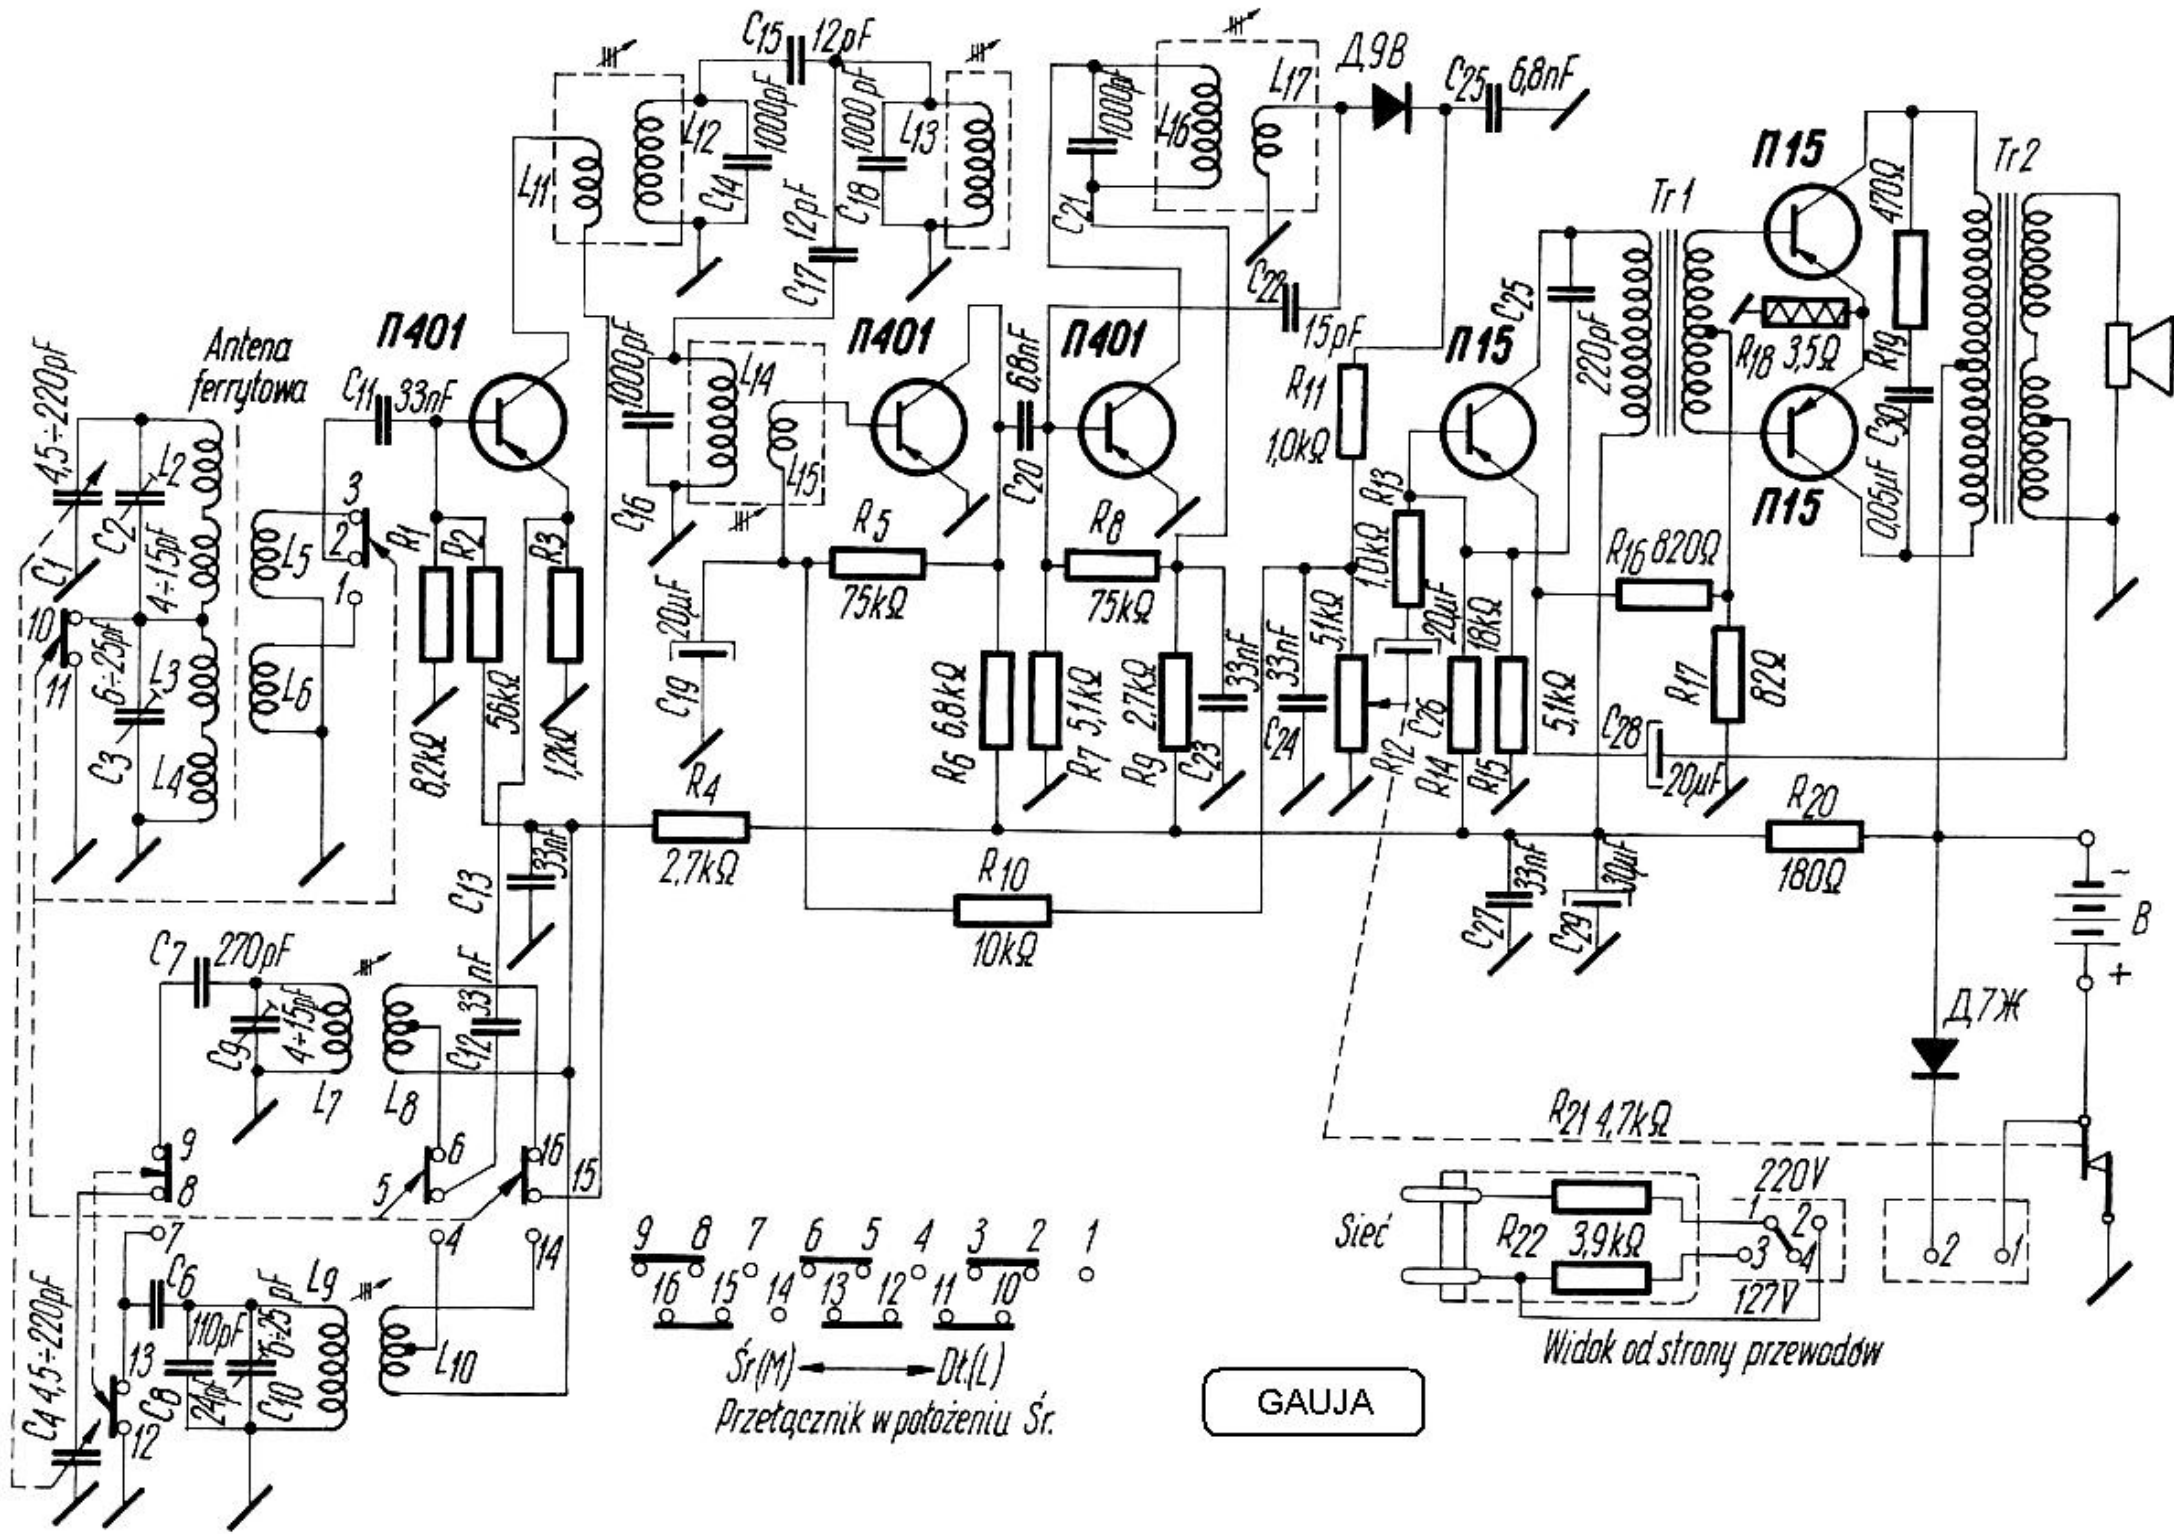 C15 12pF
L11
L12
1000pF
C14
1000pF
C18
L13
12pF
C17
1000pF
C21
L16
L17
Д9В
C25 6,8nF
П15
470Ω
Tr2
Tr1
C22
15pF
Antena
ferrytowa
П401
C11 33nF
4,5÷220pF
C1
L2
C2
4÷15pF
3
2
1
L5
L6
10
11
6÷25pF
L3
C3
L4
R1
8,2kΩ
R2
56kΩ
R3
1,2kΩ
1000pF
C16
L14
L15
П401
6,8nF
C20
П401
R11
1,0kΩ
R13
1,0kΩ
П15
C25
220pF
R18 3,5Ω
R19
C30
0,05µF
П15
R5
75kΩ
R8
75kΩ
20µF
C19
R6 6,8kΩ
R7 5,1kΩ
R9 2,7kΩ
C23 33nF
33nF
C24
5,1kΩ
R12
20µF
C26
18kΩ
R14
R15
5,1kΩ
R16 820Ω
R17
82Ω
C28
20µF
R4
2,7kΩ
R10
10kΩ
C13
33nF
C27 33nF
C29 30µF
R20
180Ω
-
B
+
Д7Ж
C7 270pF
C9
4÷15pF
L7
L8
C12 33nF
9
8
7
5
6
16
15
4
14
C6
110pF
C8
24pF
6÷25pF
C10
L9
L10
13
12
C4 4,5÷220pF
9 8 7 6 5 4 3 2 1
16 15 14 13 12 11 10
Śr(M) Dł.(L)
Przełącznik w położeniu Śr.
GAUJA
R21 4,7kΩ
Sieć
R22 3,9kΩ
220V
1 2
3 4
127V
Widok od strony przewodów
2 1